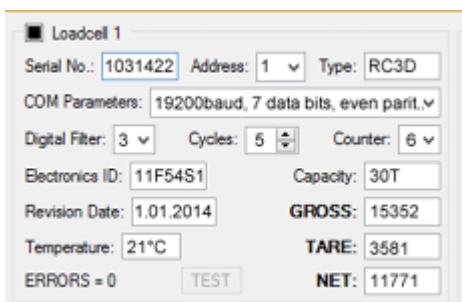 Loadcell 1
Serial No.: 1031422 Address: 1 Type: RC3D
COM Parameters: 19200baud, 7 data bits, even parit..
Digital Filter: 3 Cycles: 5 Counter: 6
Electronics ID: 11F54S1 Capacity: 30T
Revision Date: 1.01.2014 GROSS: 15352
Temperature: 21°C TARE: 3581
ERRORS = 0 TEST NET: 11771